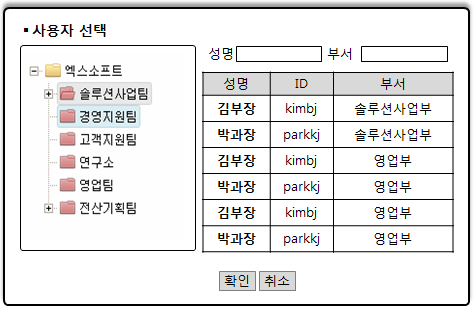 ▪ 사용자 선택
엑스소프트
솔루션사업팀
경영지원팀
고객지원팀
연구소
영업팀
전산기획팀
성명 부서
성명 ID 부서
김부장 kimbj 솔루션사업부
박과장 parkkj 솔루션사업부
김부장 kimbj 영업부
박과장 parkkj 영업부
김부장 kimbj 영업부
박과장 parkkj 영업부
확인 취소